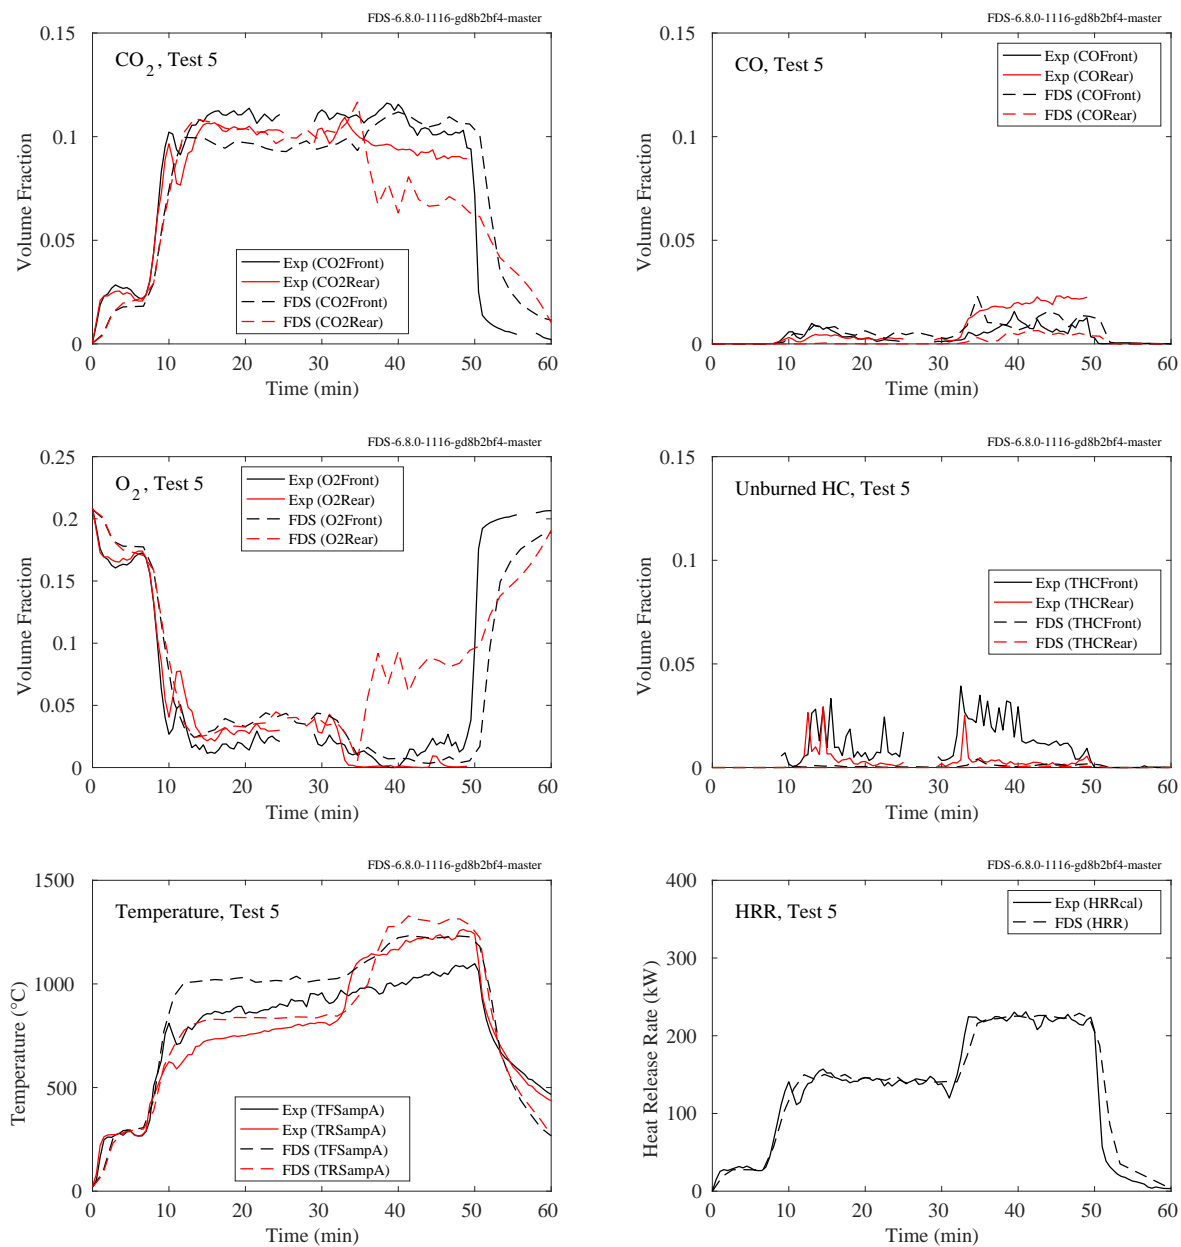 FDS-6.8.0-1116-gd8b2bf4-master
CO2, Test 5
Volume Fraction
0.15
0.1
0.05
0
Exp (CO2Front)
Exp (CO2Rear)
FDS (CO2Front)
FDS (CO2Rear)
0 10 20 30 40 50 60
Time (min)
FDS-6.8.0-1116-gd8b2bf4-master
CO, Test 5
Volume Fraction
0.15
0.1
0.05
0
Exp (COFront)
Exp (CORear)
FDS (COFront)
FDS (CORear)
0 10 20 30 40 50 60
Time (min)
FDS-6.8.0-1116-gd8b2bf4-master
O2, Test 5
Volume Fraction
0.25
0.2
0.15
0.1
0.05
0
Exp (O2Front)
Exp (O2Rear)
FDS (O2Front)
FDS (O2Rear)
0 10 20 30 40 50 60
Time (min)
FDS-6.8.0-1116-gd8b2bf4-master
Unburned HC, Test 5
Volume Fraction
0.15
0.1
0.05
0
Exp (THCFront)
Exp (THCRear)
FDS (THCFront)
FDS (THCRear)
0 10 20 30 40 50 60
Time (min)
FDS-6.8.0-1116-gd8b2bf4-master
Temperature, Test 5
Temperature (°C)
1500
1000
500
0
Exp (TFSampA)
Exp (TRSampA)
FDS (TFSampA)
FDS (TRSampA)
0 10 20 30 40 50 60
Time (min)
FDS-6.8.0-1116-gd8b2bf4-master
HRR, Test 5
Heat Release Rate (kW)
400
300
200
100
0
Exp (HRRcal)
FDS (HRR)
0 10 20 30 40 50 60
Time (min)